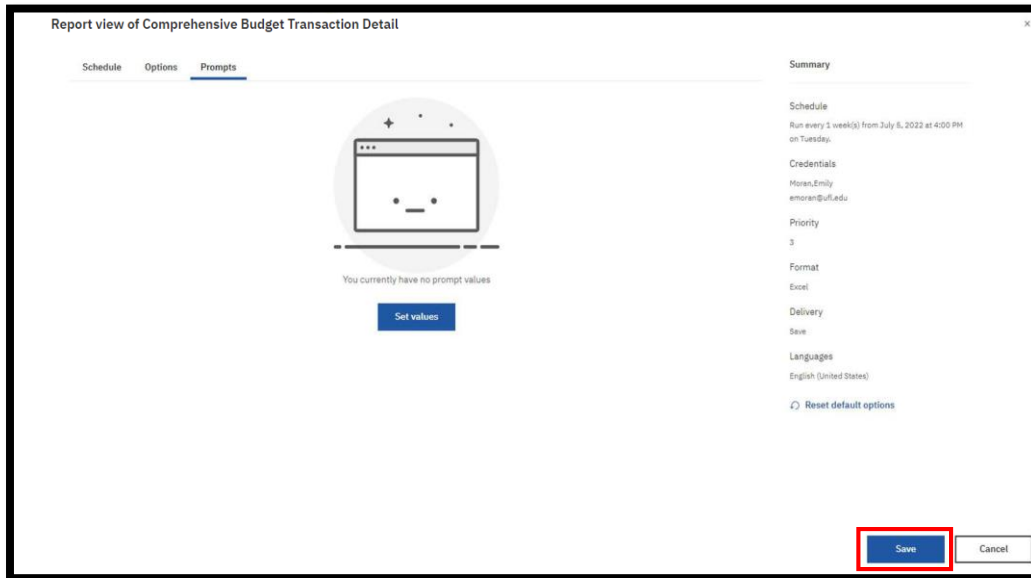 Report view of Comprehensive Budget Transaction Detail
×
Schedule Options Prompts
You currently have no prompt values
Set values
Summary
Schedule
Run every 1 week(s) from July 5, 2022 at 4:00 PM
on Tuesday.
Credentials
Moran,Emily
emoran@ufl.edu
Priority
3
Format
Excel
Delivery
Save
Languages
English (United States)
Reset default options
Save
Cancel